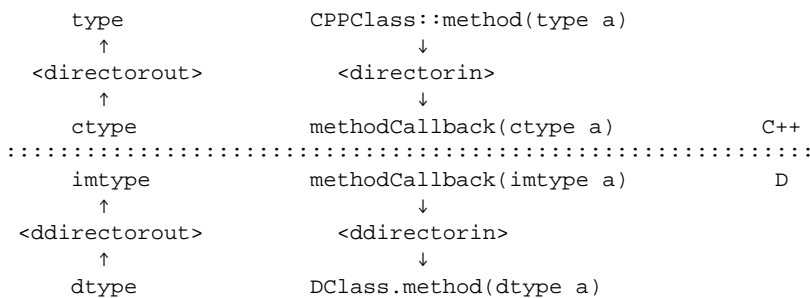 type CPPClass::method(type a)
↑ ↓
<directorout> <directorin>
↑ ↓
ctype methodCallback(ctype a) C++
:::::::::::::::::::::::::::::::::::::::::::::::::::::::::::::
imtype methodCallback(imtype a) D
↑ ↓
<ddirectorout> <ddirectorin>
↑ ↓
dtype DClass.method(dtype a)